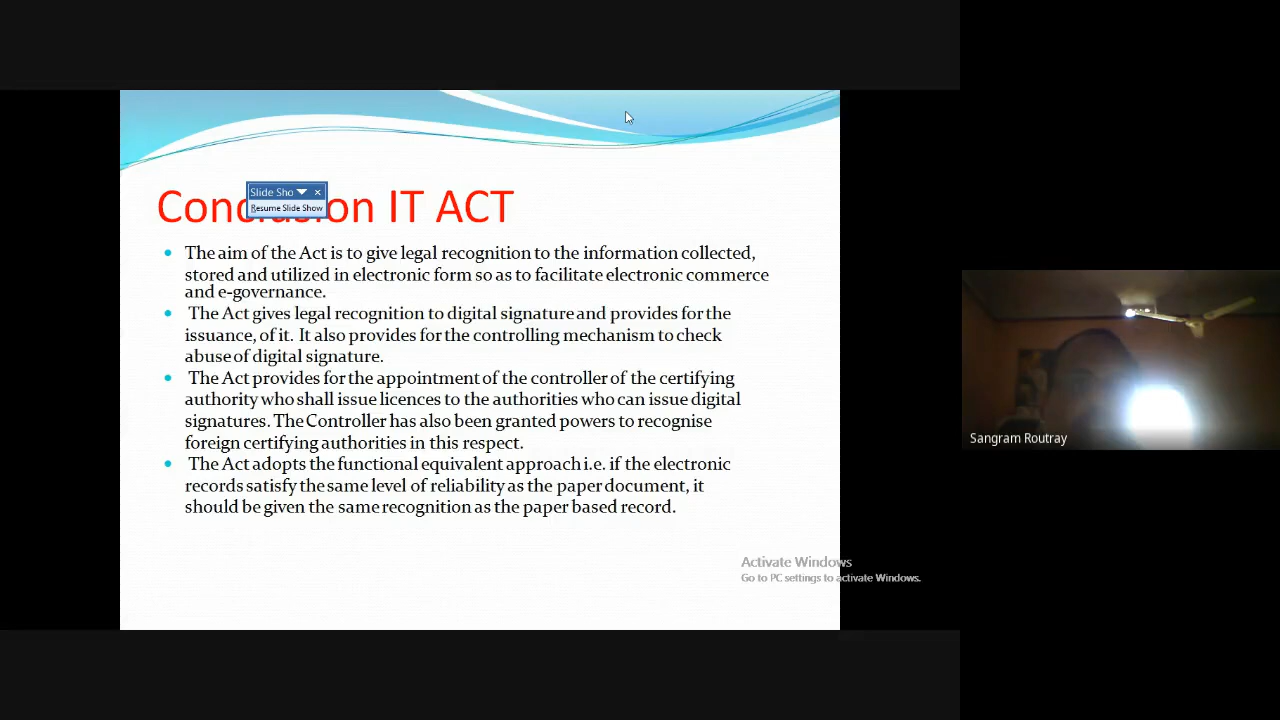 Conclusion IT ACT
Slide Sho
Resume Slide Show
The aim of the Act is to give legal recognition to the information collected,
stored and utilized in electronic form so as to facilitate electronic commerce
and e-governance.
The Act gives legal recognition to digital signature and provides for the
issuance, of it. It also provides for the controlling mechanism to check
abuse of digital signature.
The Act provides for the appointment of the controller of the certifying
authority who shall issue licences to the authorities who can issue digital
signatures. The Controller has also been granted powers to recognise
foreign certifying authorities in this respect.
The Act adopts the functional equivalent approach i.e. if the electronic
records satisfy the same level of reliability as the paper document, it
should be given the same recognition as the paper based record.
Activate Windows
Go to PC settings to activate Windows.
Sangram Routray